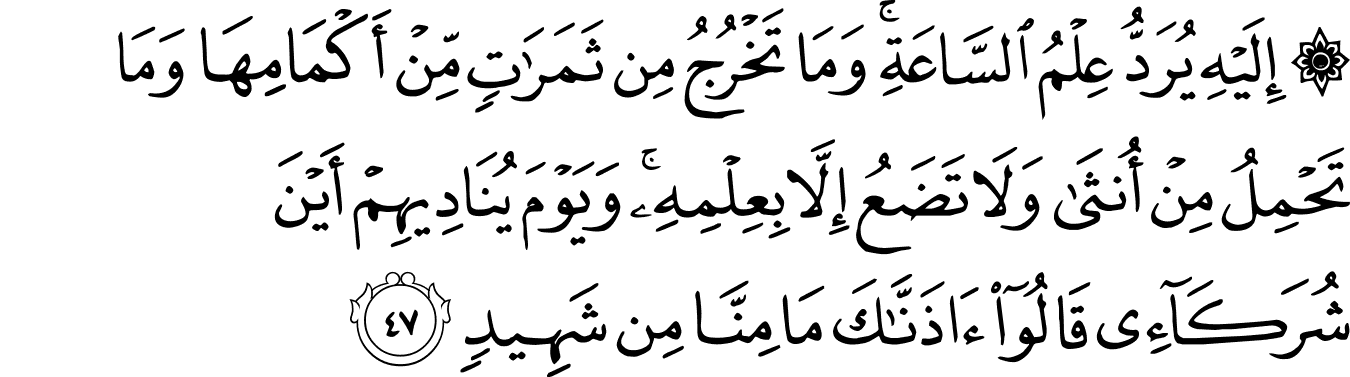 ۞ إِلَيْهِ يُرَدُّ عِلْمُ ٱلسَّاعَةِ ۚ وَمَا تَخْرُجُ مِن ثَمَرَٰتٍ مِّنْ أَكْمَامِهَا وَمَا
تَحْمِلُ مِنْ أُنثَىٰ وَلَا تَضَعُ إِلَّا بِعِلْمِهِۦ ۚ وَيَوْمَ يُنَادِيهِمْ أَيْنَ
شُرَكَآءِى قَالُوٓا۟ ءَاذَنَّـٰكَ مَا مِنَّا مِن شَهِيدٍ ٤٧